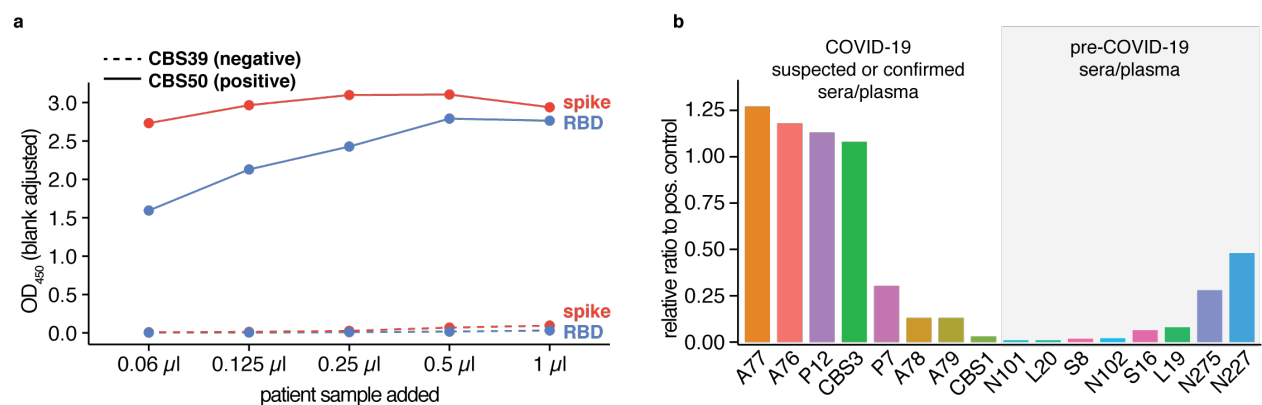 a
CBS39 (negative)
CBS50 (positive)
OD450 (blank adjusted)
3.0
2.5
2.0
1.5
1.0
0.5
0.0
spike
RBD
spike
RBD
0.06 µl
0.125 µl
0.25 µl
0.5 µl
1 µl
patient sample added
b
COVID-19
suspected or confirmed
sera/plasma
pre-COVID-19
sera/plasma
relative ratio to pos. control
1.25
1.00
0.75
0.50
0.25
0.00
A77
A76
P12
CBS3
P7
A78
A79
CBS1
N101
L20
S8
N102
S16
L19
N275
N227